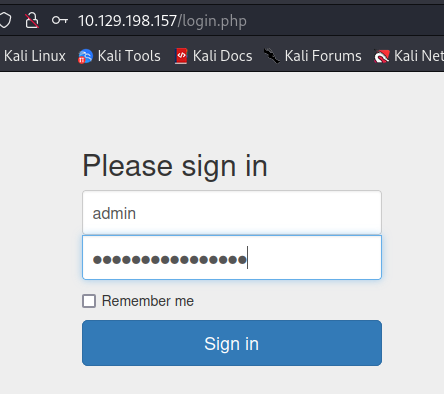 10.129.198.157/login.php
Kali Linux Kali Tools Kali Docs Kali Forums Kali Net
Please sign in
admin
Remember me
Sign in